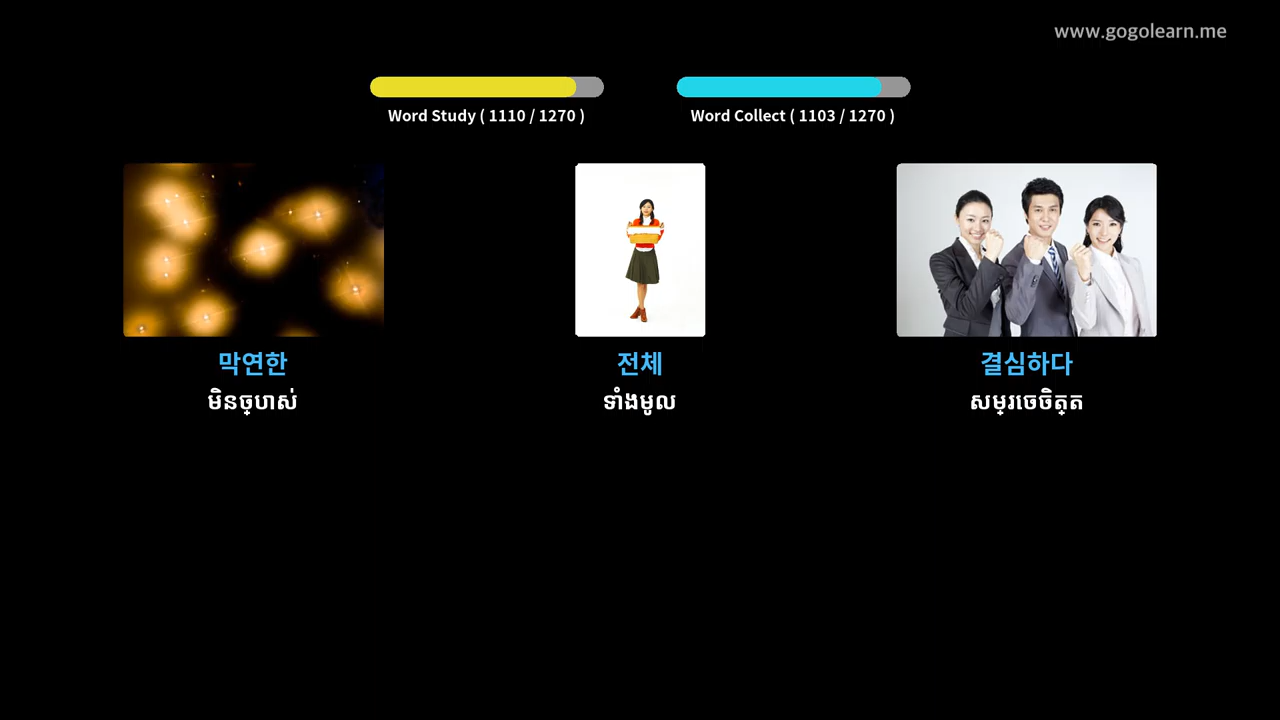 www.gogolearn.me
Word Study ( 1110 / 1270 )
Word Collect ( 1103 / 1270 )
막연한
전체
결심하다
មិនច្បាស់
ទាំងមូល
សម្រេចចិត្ត